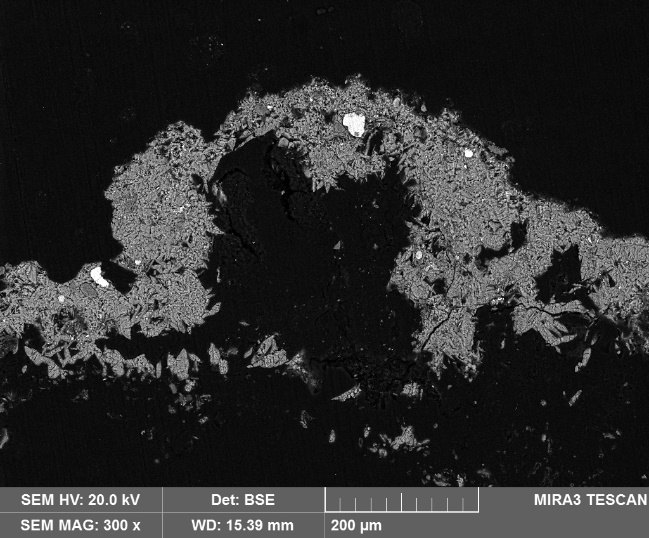 SEM HV: 20.0 kV Det: BSE MIRA3 TESCAN
SEM MAG: 300 x WD: 15.39 mm 200 µm